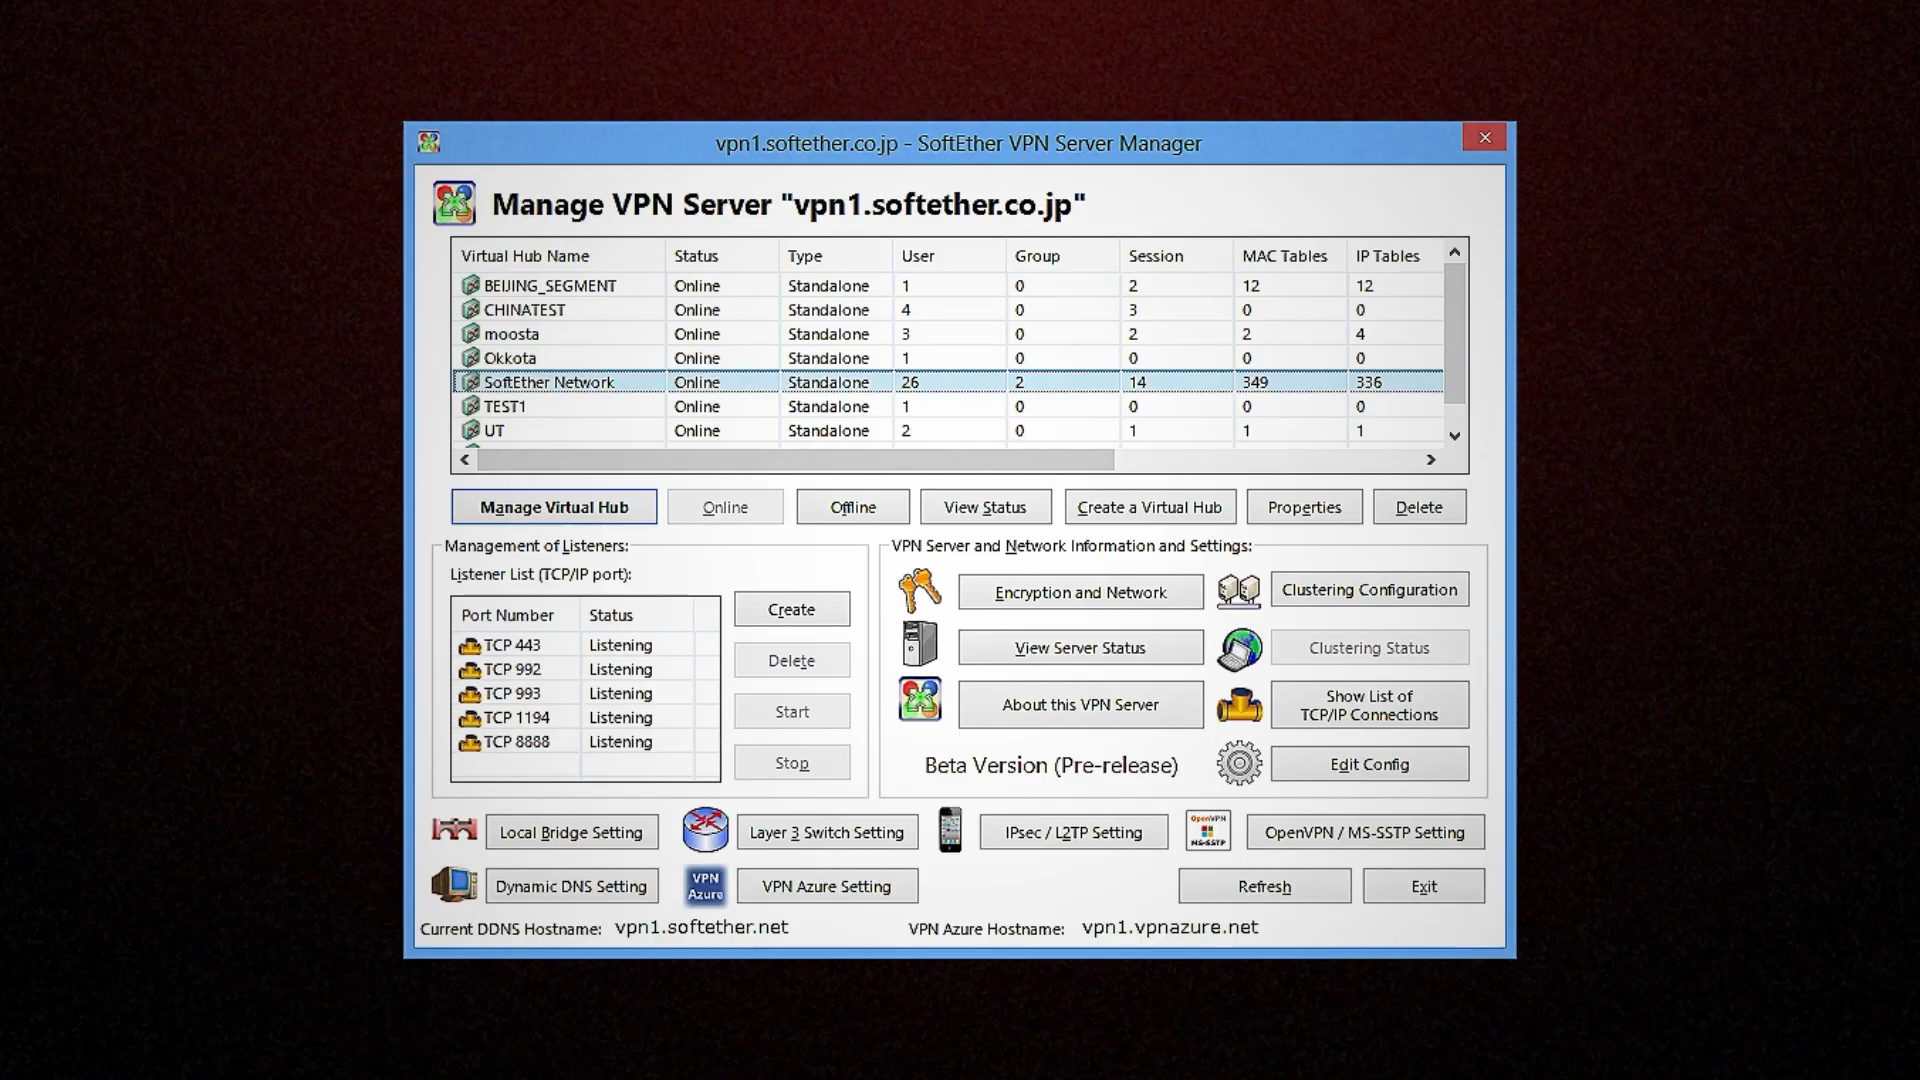 vpn1.softether.co.jp - SoftEther VPN Server Manager
Manage VPN Server "vpn1.softether.co.jp"
Virtual Hub Name Status Type User Group Session MAC Tables IP Tables
BEIJING_SEGMENT Online Standalone 1 0 2 12 12
CHINATEST Online Standalone 4 0 3 0 0
moosta Online Standalone 3 0 2 2 4
Okkota Online Standalone 1 0 0 0 0
SoftEther Network Online Standalone 26 2 14 349 336
TEST1 Online Standalone 1 0 0 0 0
UT Online Standalone 2 0 1 1 1
Manage Virtual Hub Online Offline View Status Create a Virtual Hub Properties Delete
Management of Listeners:
Listener List (TCP/IP port):
Port Number Status
TCP 443 Listening
TCP 992 Listening
TCP 993 Listening
TCP 1194 Listening
TCP 8888 Listening
Create
Delete
Start
Stop
VPN Server and Network Information and Settings:
Encryption and Network Clustering Configuration
View Server Status Clustering Status
About this VPN Server Show List of
TCP/IP Connections
Beta Version (Pre-release) Edit Config
Local Bridge Setting Layer 3 Switch Setting IPsec / L2TP Setting OpenVPN MS-SSTP OpenVPN / MS-SSTP Setting
Dynamic DNS Setting VPN Azure VPN Azure Setting Refresh Exit
Current DDNS Hostname: vpn1.softether.net VPN Azure Hostname: vpn1.vpnazure.net